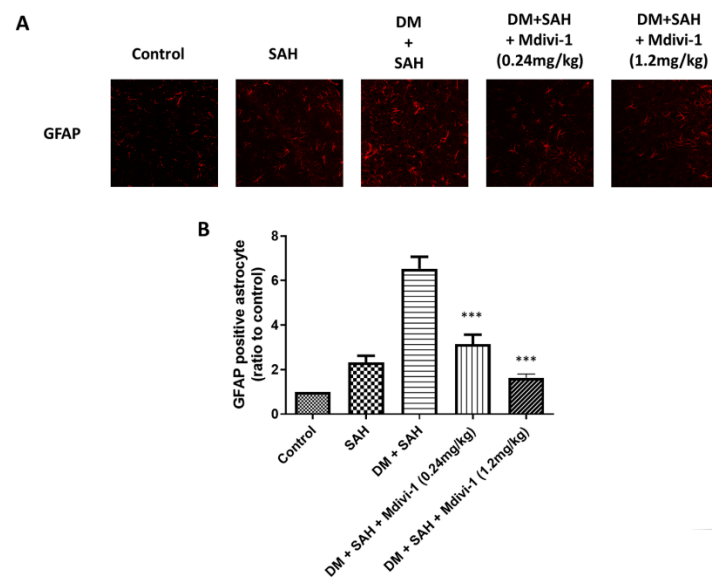 A
Control
SAH
DM
+
SAH
DM+SAH
+ Mdivi-1
(0.24mg/kg)
DM+SAH
+ Mdivi-1
(1.2mg/kg)
GFAP
B
GFAP positive astrocyte
(ratio to control)
8
6
4
2
0
***
***
Control
SAH
DM + SAH
DM + SAH + Mdivi-1 (0.24mg/kg)
DM + SAH + Mdivi-1 (1.2mg/kg)